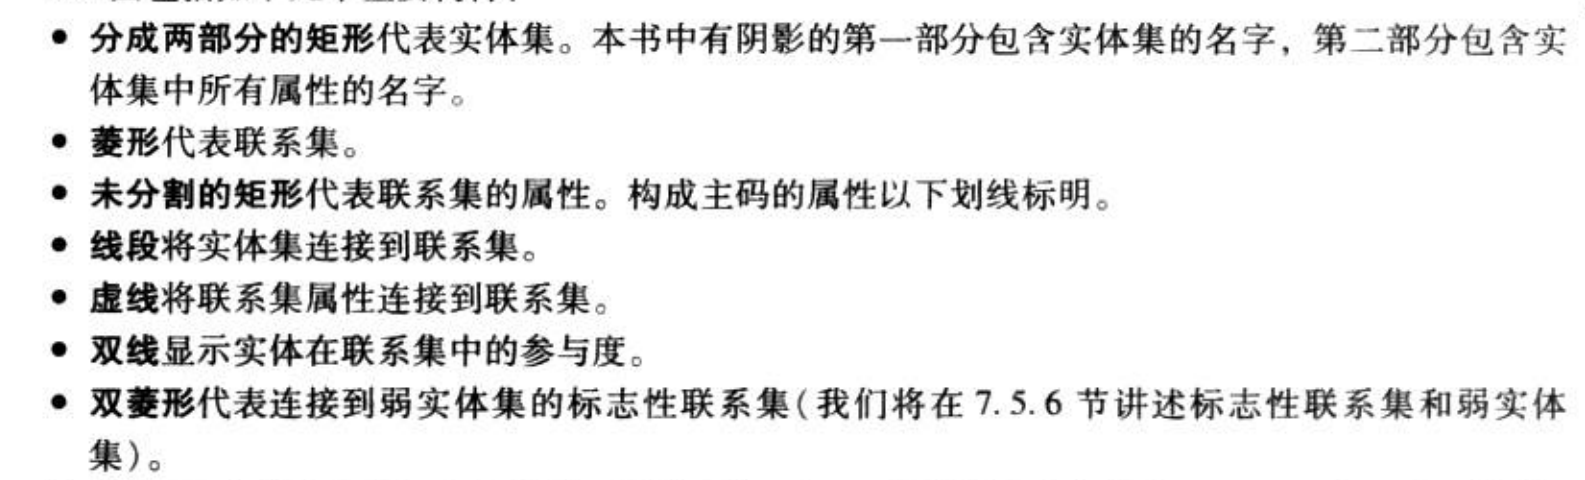 ● 分成两部分的矩形代表实体集。本书中有阴影的第一部分包含实体集的名字，第二部分包含实
体集中所有属性的名字。
● 菱形代表联系集。
● 未分割的矩形代表联系集的属性。构成主码的属性以下划线标明。
● 线段将实体集连接到联系集。
● 虚线将联系集属性连接到联系集。
● 双线显示实体在联系集中的参与度。
● 双菱形代表连接到弱实体集的标志性联系集(我们将在 7.5.6 节讲述标志性联系集和弱实体
集)。